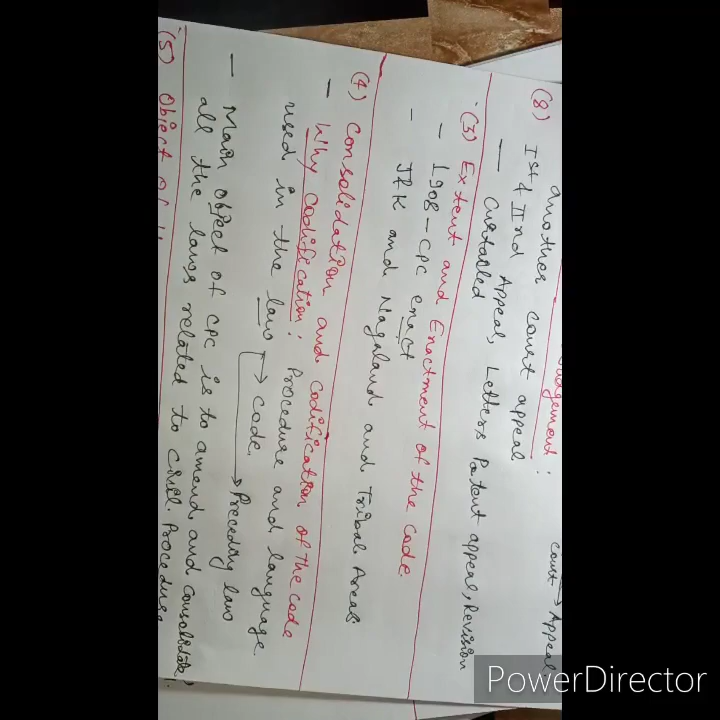 Judgement:
court → Appeal
another court appeal
(8) Ist & IInd Appeal, Letters Patent appeal, Revision
— Curtailed
(3) Extent and Enactment of the code
- 1908 - CPC enact
- J&K and Nagaland and Tribal Areas
(4) Consolidation and codification of the code
- Why codification: Procedure and language
used in the law → code
→ Preceding law
- Main object of CPC is to amend and consolidate
all the laws related to civil. Procedure
(5) Object of
PowerDirector